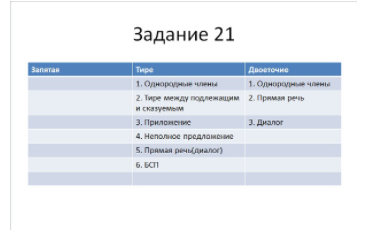 Задание 21
Запятая Тире Двоеточие
1. Однородные члены 1. Однородные члены
2. Тире между подлежащим 2. Прямая речь
и сказуемым
3. Приложение 3. Диалог
4. Неполное предложение
5. Прямая речь(диалог)
6. БСП